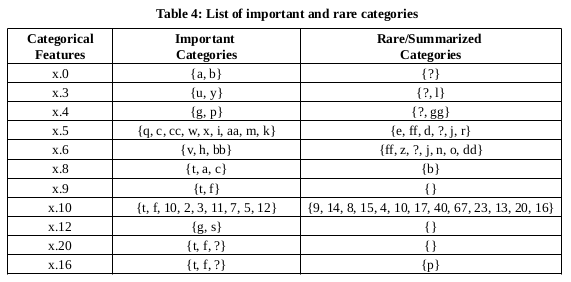 Table 4: List of important and rare categories
Categorical Features Important Categories Rare/Summarized Categories
x.0 {a, b} {?}
x.3 {u, y} {?, l}
x.4 {g, p} {?, gg}
x.5 {q, c, cc, w, x, i, aa, m, k} {e, ff, d, ?, j, r}
x.6 {v, h, bb} {ff, z, ?, j, n, o, dd}
x.8 {t, a, c} {b}
x.9 {t, f} {}
x.10 {t, f, 10, 2, 3, 11, 7, 5, 12} {9, 14, 8, 15, 4, 10, 17, 40, 67, 23, 13, 20, 16}
x.12 {g, s} {}
x.20 {t, f, ?} {}
x.16 {t, f, ?} {p}